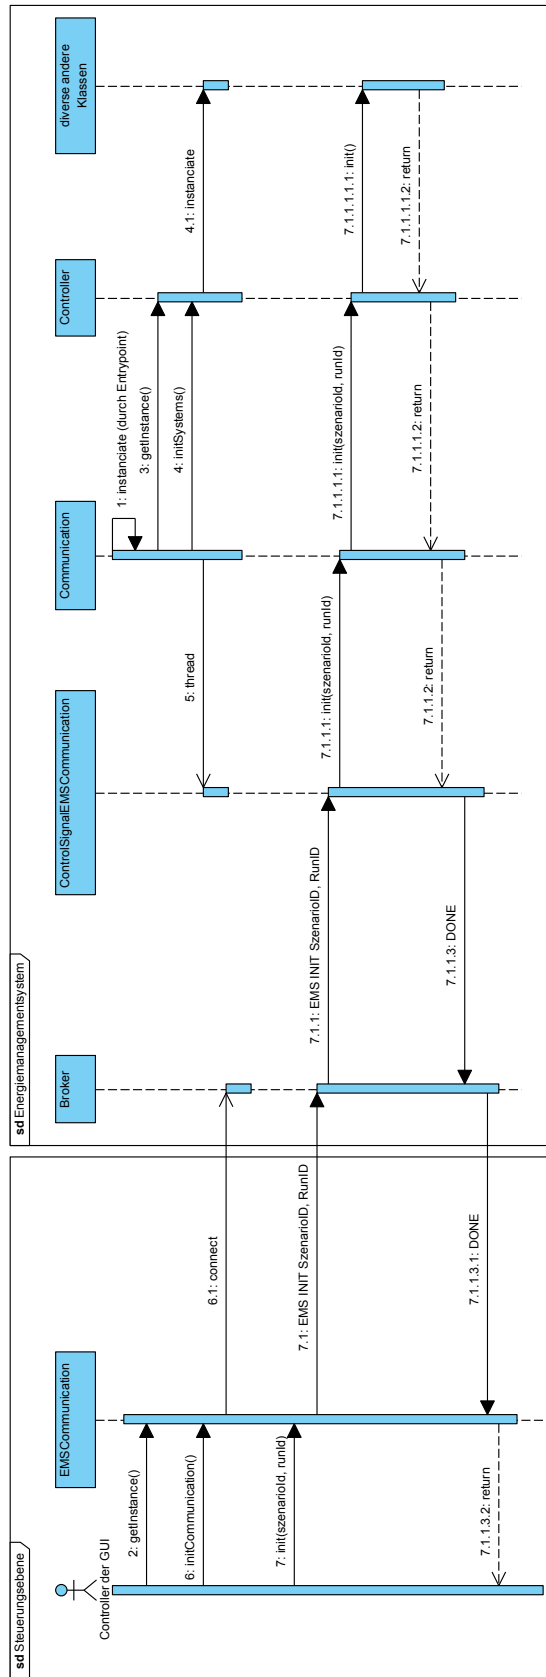 sd Steuerungsebene
sd Energiemanagementsystem
Controller der GUI
EMSCommunication
Broker
ControlSignalEMSCommunication
Communication
Controller
diverse andere
Klassen
1: instanciate (durch Entrypoint)
2: getInstance()
3: getInstance()
4: initSystems()
4.1: instanciate
5: thread
6: initCommunication()
6.1: connect
7: init(szenarioId, runId)
7.1: EMS INIT SzenarioID, RunID
7.1.1: EMS INIT SzenarioID, RunID
7.1.1.1: init(szenarioId, runId)
7.1.1.1.1: init(szenarioId, runId)
7.1.1.1.1.1: init()
7.1.1.1.1.2: return
7.1.1.1.2: return
7.1.1.2: return
7.1.1.3: DONE
7.1.1.3.1: DONE
7.1.1.3.2: return